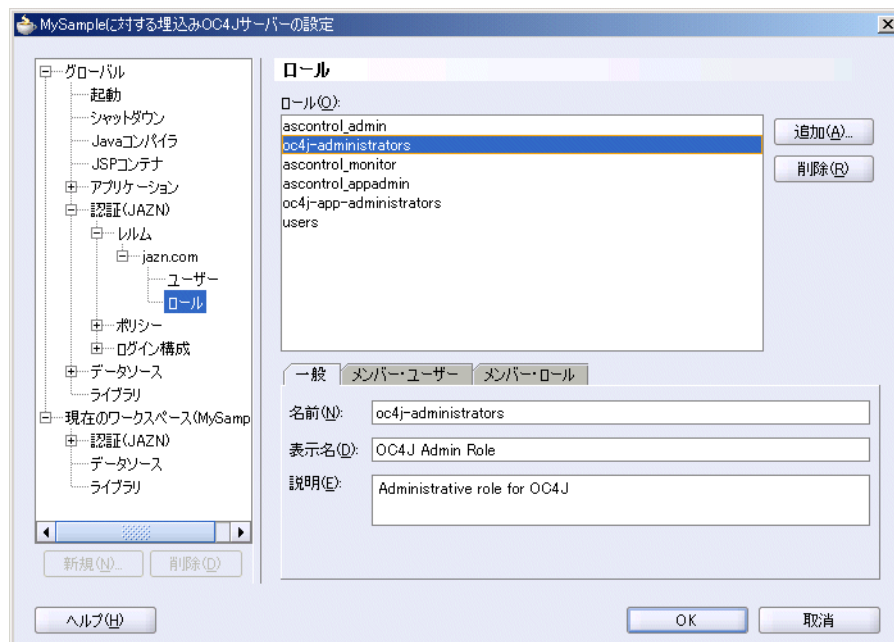 MySampleに対する埋込みOC4Jサーバーの設定
グローバル
起動
シャットダウン
Javaコンパイラ
JSPコンテナ
アプリケーション
認証(JAZN)
レルム
jazn.com
ユーザー
ロール
ポリシー
ログイン構成
データソース
ライブラリ
現在のワークスペース(MySamp
認証(JAZN)
データソース
ライブラリ
新規(N)...
削除(D)
ロール
ロール(O):
ascontrol_admin
oc4j-administrators
ascontrol_monitor
ascontrol_appadmin
oc4j-app-administrators
users
追加(A)...
削除(R)
一般
メンバー・ユーザー
メンバー・ロール
名前(N):
oc4j-administrators
表示名(D):
OC4J Admin Role
説明(E):
Administrative role for OC4J
ヘルプ(H)
OK
取消